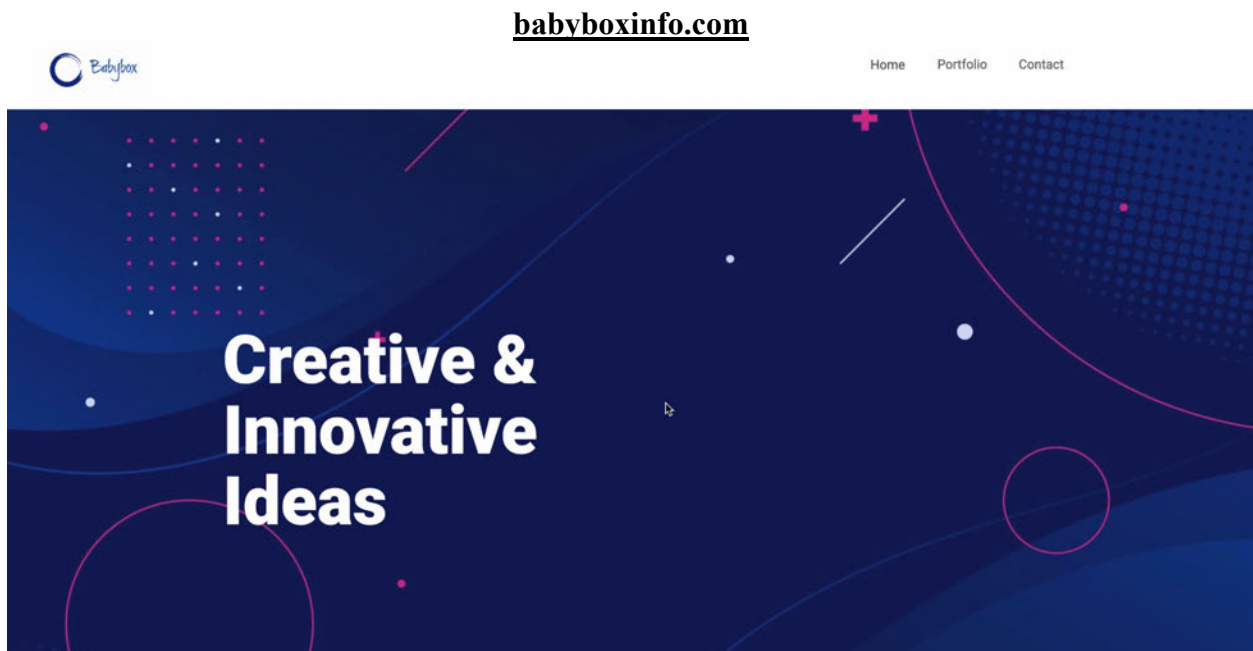 babyboxinfo.com
Babybox
Home Portfolio Contact
Creative &
Innovative
Ideas